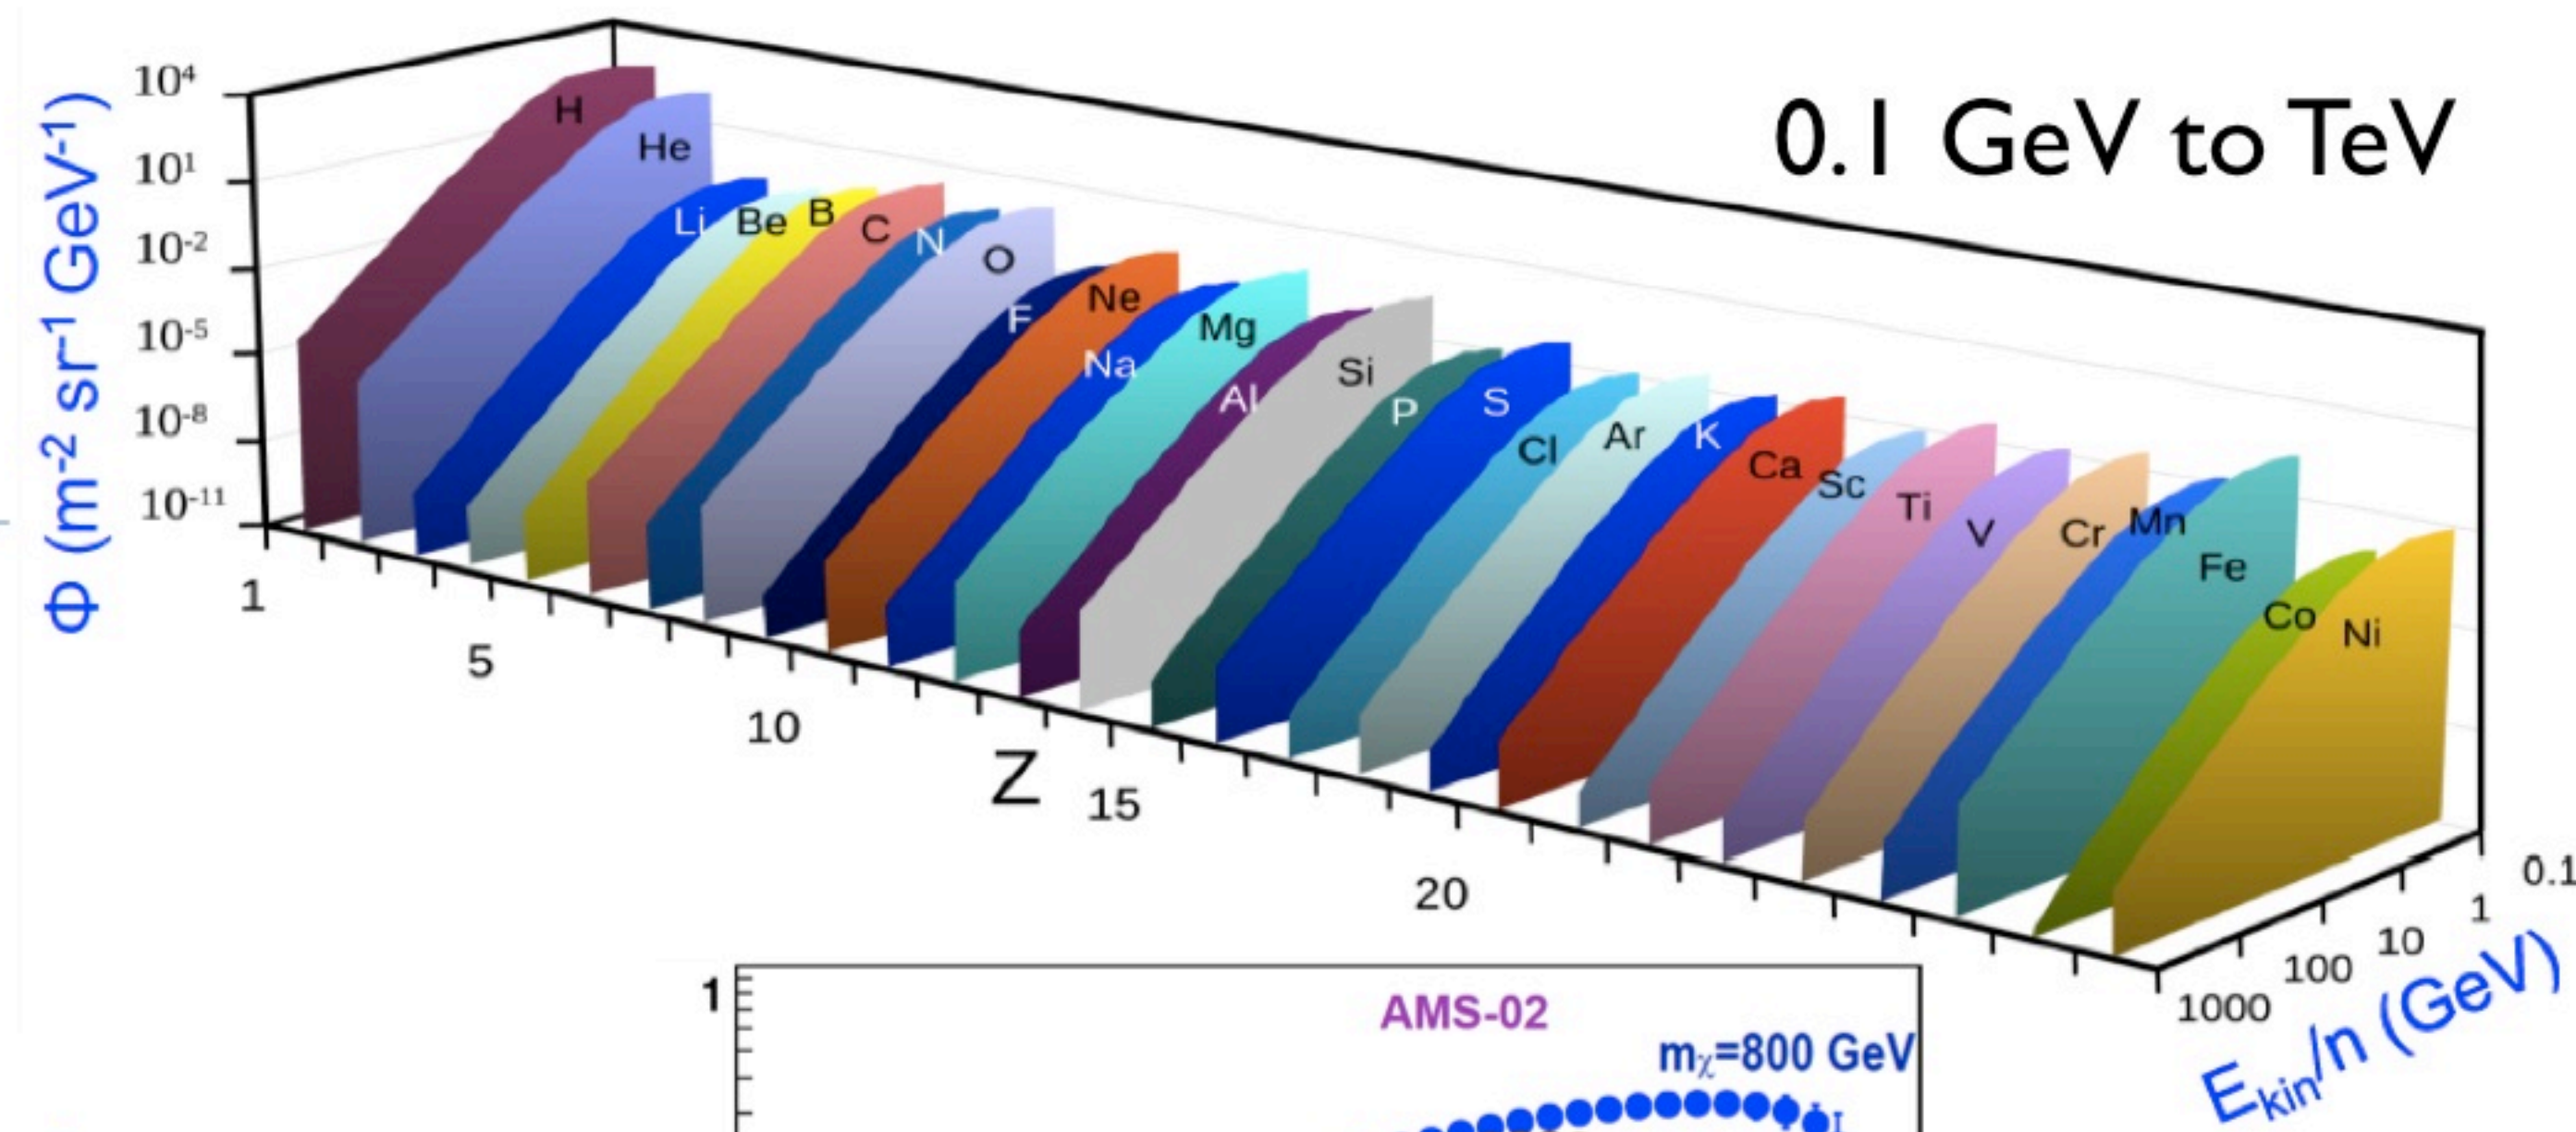 0.1 GeV to TeV
Φ (m⁻² sr⁻¹ GeV⁻¹)
10⁴
10¹
10⁻²
10⁻⁵
10⁻⁸
10⁻¹¹
H
He
Li
Be
B
C
N
O
F
Ne
Na
Mg
Al
Si
P
S
Cl
Ar
K
Ca
Sc
Ti
V
Cr
Mn
Fe
Co
Ni
1
5
10
15
20
Z
0.1
1
10
100
1000
Eₖᵢₙ/n (GeV)
1
AMS-02
mᵪ=800 GeV